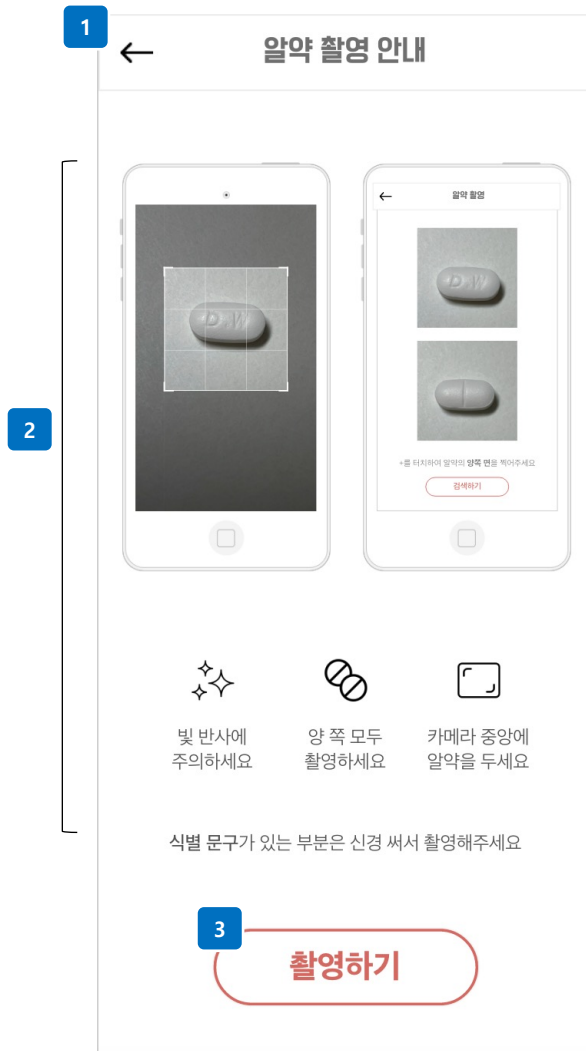 1
알약 촬영 안내
2
알약 촬영
D.W
D.W
+를 터치하여 알약의 양쪽 면을 찍어주세요
검색하기
빛 반사에
주의하세요
양 쪽 모두
촬영하세요
카메라 중앙에
알약을 두세요
식별 문구가 있는 부분은 신경 써서 촬영해주세요
3
촬영하기